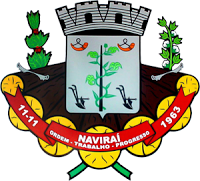 11-11
NAVIRAÍ
1963
ORDEM - TRABALHO - PROGRESSO